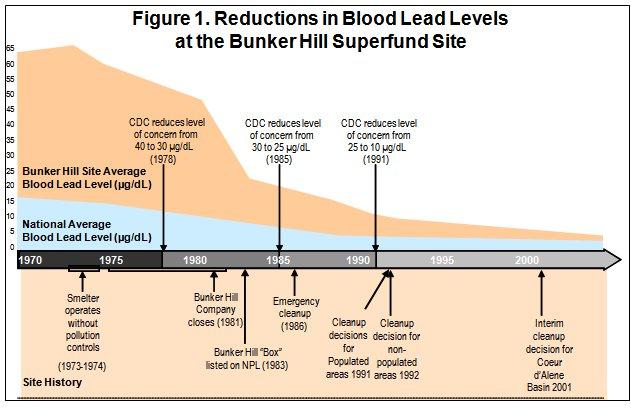 Figure 1. Reductions in Blood Lead Levels
at the Bunker Hill Superfund Site
65
60
55
50
45
40
35
30
25
20
15
10
5
0
CDC reduces level
of concern from
40 to 30 µg/dL
(1978)
CDC reduces level
of concern from
30 to 25 µg/dL
(1985)
CDC reduces level
of concern from
25 to 10 µg/dL
(1991)
Bunker Hill Site Average
Blood Lead Level (µg/dL)
National Average
Blood Lead Level (µg/dL)
1970 1975 1980 1985 1990 1995 2000
Smelter
operates
without
pollution
controls
(1973-1974)
Bunker Hill
Company
closes (1981)
Bunker Hill "Box"
listed on NPL (1983)
Emergency
cleanup
(1986)
Cleanup
decisions
for
Populated
areas 1991
Cleanup
decision for
non-
populated
areas 1992
Interim
cleanup
decision for
Coeur
d'Alene
Basin 2001
Site History